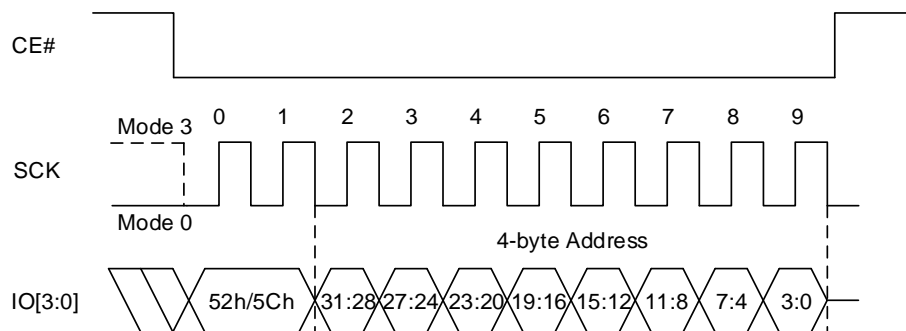 CE#
0 1 2 3 4 5 6 7 8 9
Mode 3
SCK
Mode 0
4-byte Address
IO[3:0] 52h/5Ch 31:28 27:24 23:20 19:16 15:12 11:8 7:4 3:0